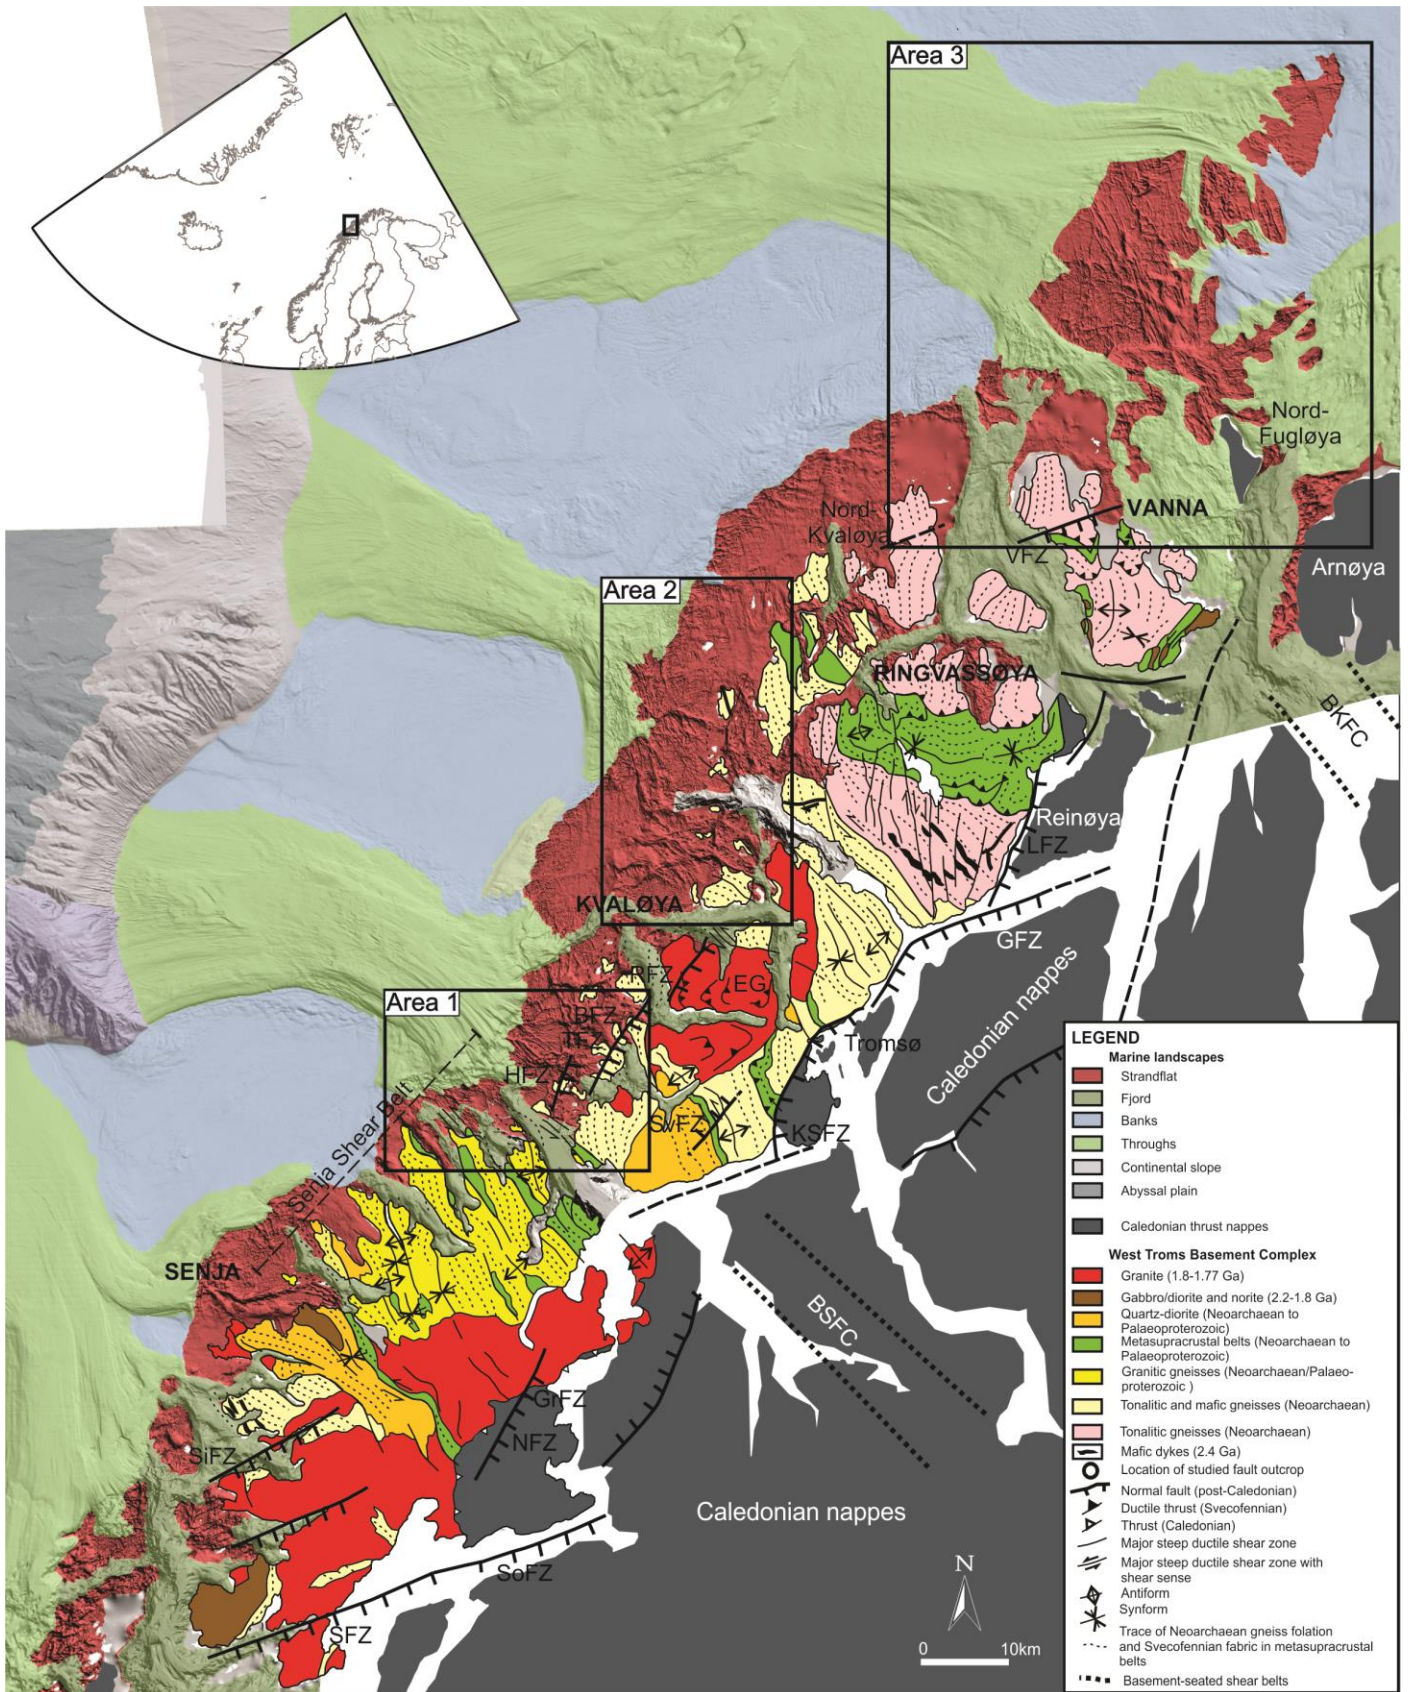 Area 3
Nord-
Fugløya
Nord-
Kvaløya
VANNA
VFZ
Arnøya
Area 2
RINGVASSØYA
BKFC
Reinøya
LFZ
KVALØYA
GFZ
RFZ
EG
Area 1
BFZ
TFZ
Tromsø
Caledonian nappes
HFZ
SvFZ
KSFZ
Senja Shear Belt
SENJA
BSFC
GrFZ
NFZ
SiFZ
Caledonian nappes
SoFZ
SFZ
N
0 10km
LEGEND
Marine landscapes
Strandflat
Fjord
Banks
Throughs
Continental slope
Abyssal plain
Caledonian thrust nappes
West Troms Basement Complex
Granite (1.8-1.77 Ga)
Gabbro/diorite and norite (2.2-1.8 Ga)
Quartz-diorite (Neoarchaean to
Palaeoproterozoic)
Metasupracrustal belts (Neoarchaean to
Palaeoproterozoic)
Granitic gneisses (Neoarchaean/Palaeo-
proterozoic )
Tonalitic and mafic gneisses (Neoarchaean)
Tonalitic gneisses (Neoarchaean)
Mafic dykes (2.4 Ga)
Location of studied fault outcrop
Normal fault (post-Caledonian)
Ductile thrust (Svecofennian)
Thrust (Caledonian)
Major steep ductile shear zone
Major steep ductile shear zone with
shear sense
Antiform
Synform
Trace of Neoarchaean gneiss folation
and Svecofennian fabric in metasupracrustal
belts
Basement-seated shear belts